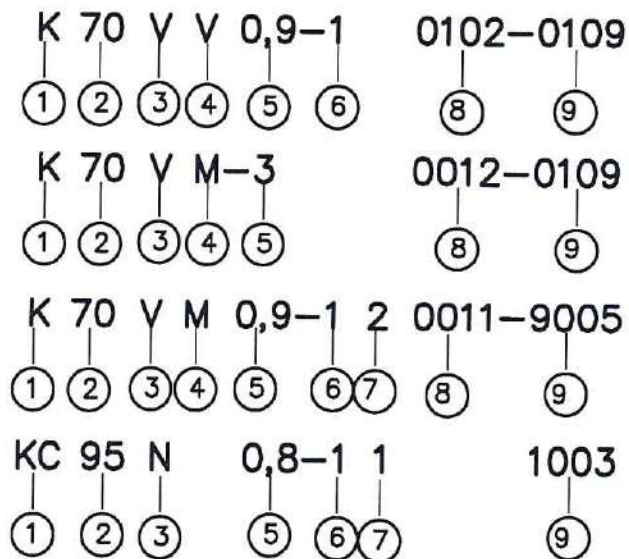 K 70 V V 0,9-1 0102-0109
1 2 3 4 5 6 8 9
K 70 V M-3 0012-0109
1 2 3 4 5 8 9
K 70 V M 0,9-1 2 0011-9005
1 2 3 4 5 6 7 8 9
KC 95 N 0,8-1 1 1003
1 2 3 5 6 7 9